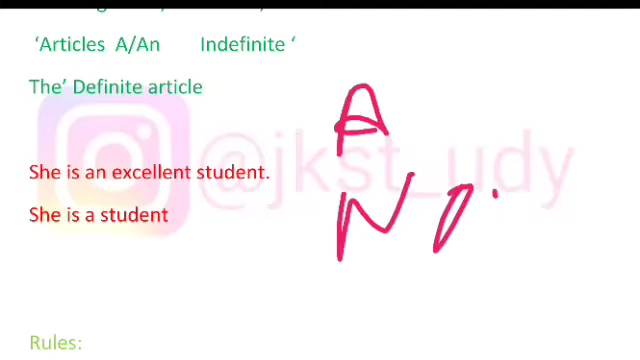 'Articles A/An Indefinite '
The' Definite article
A
She is an excellent student.
@jkst_udy
She is a student
N
Rules: